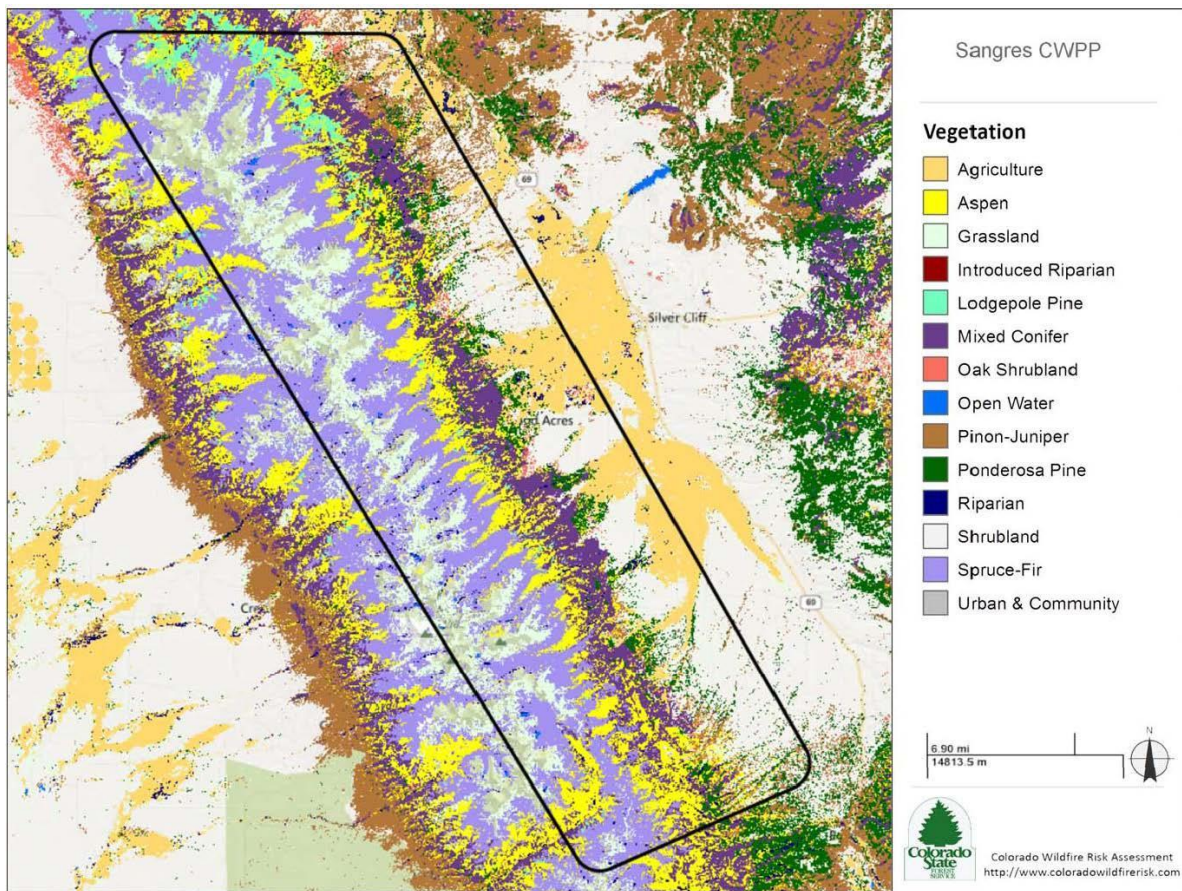 Sangres CWPP
Vegetation
Agriculture
Aspen
Grassland
Introduced Riparian
Lodgepole Pine
Mixed Conifer
Oak Shrubland
Open Water
Pinon-Juniper
Ponderosa Pine
Riparian
Shrubland
Spruce-Fir
Urban & Community
69
Silver Cliff
Acres
69
6.90 mi
14813.5 m
N
Colorado
State
FOREST
SERVICE
Colorado Wildfire Risk Assessment
http://www.coloradowildfirerisk.com